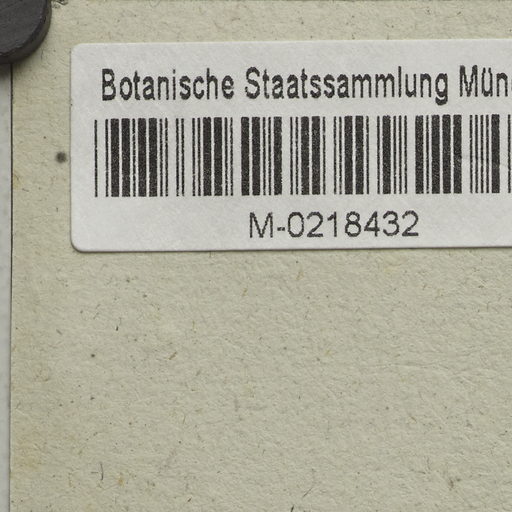 Botanische Staatssammlung Mün
M-0218432